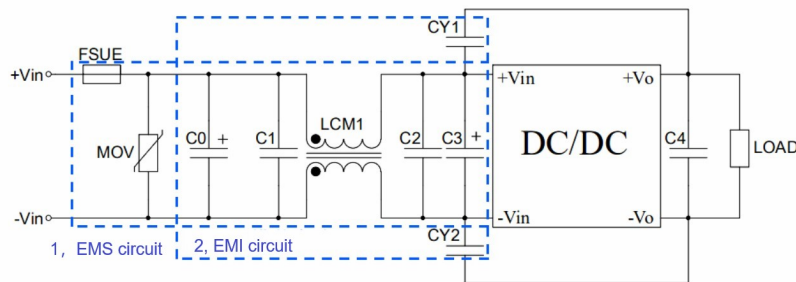 CY1
FSUE
+Vin
+Vin
+Vo
LCM1
C0 +
C1
C2
C3 +
C4
MOV
DC/DC
LOAD
-Vin
-Vin
-Vo
1, EMS circuit
2, EMI circuit
CY2